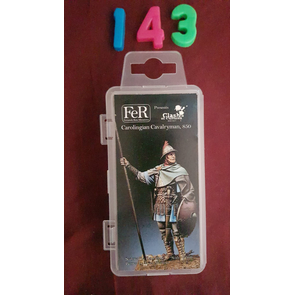 143
FeR
Presents
Carolingian Cavalryman, 850